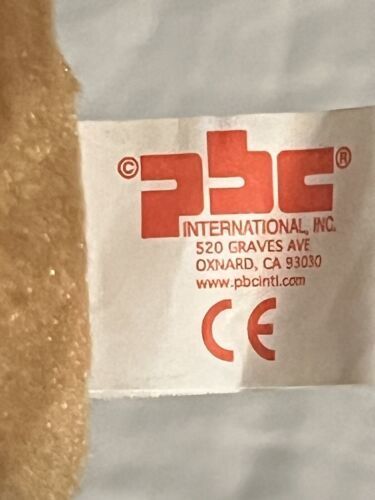 © pbc ®
INTERNATIONAL, INC.
520 GRAVES AVE
OXNARD, CA 93030
www.pbcintl.com
CE